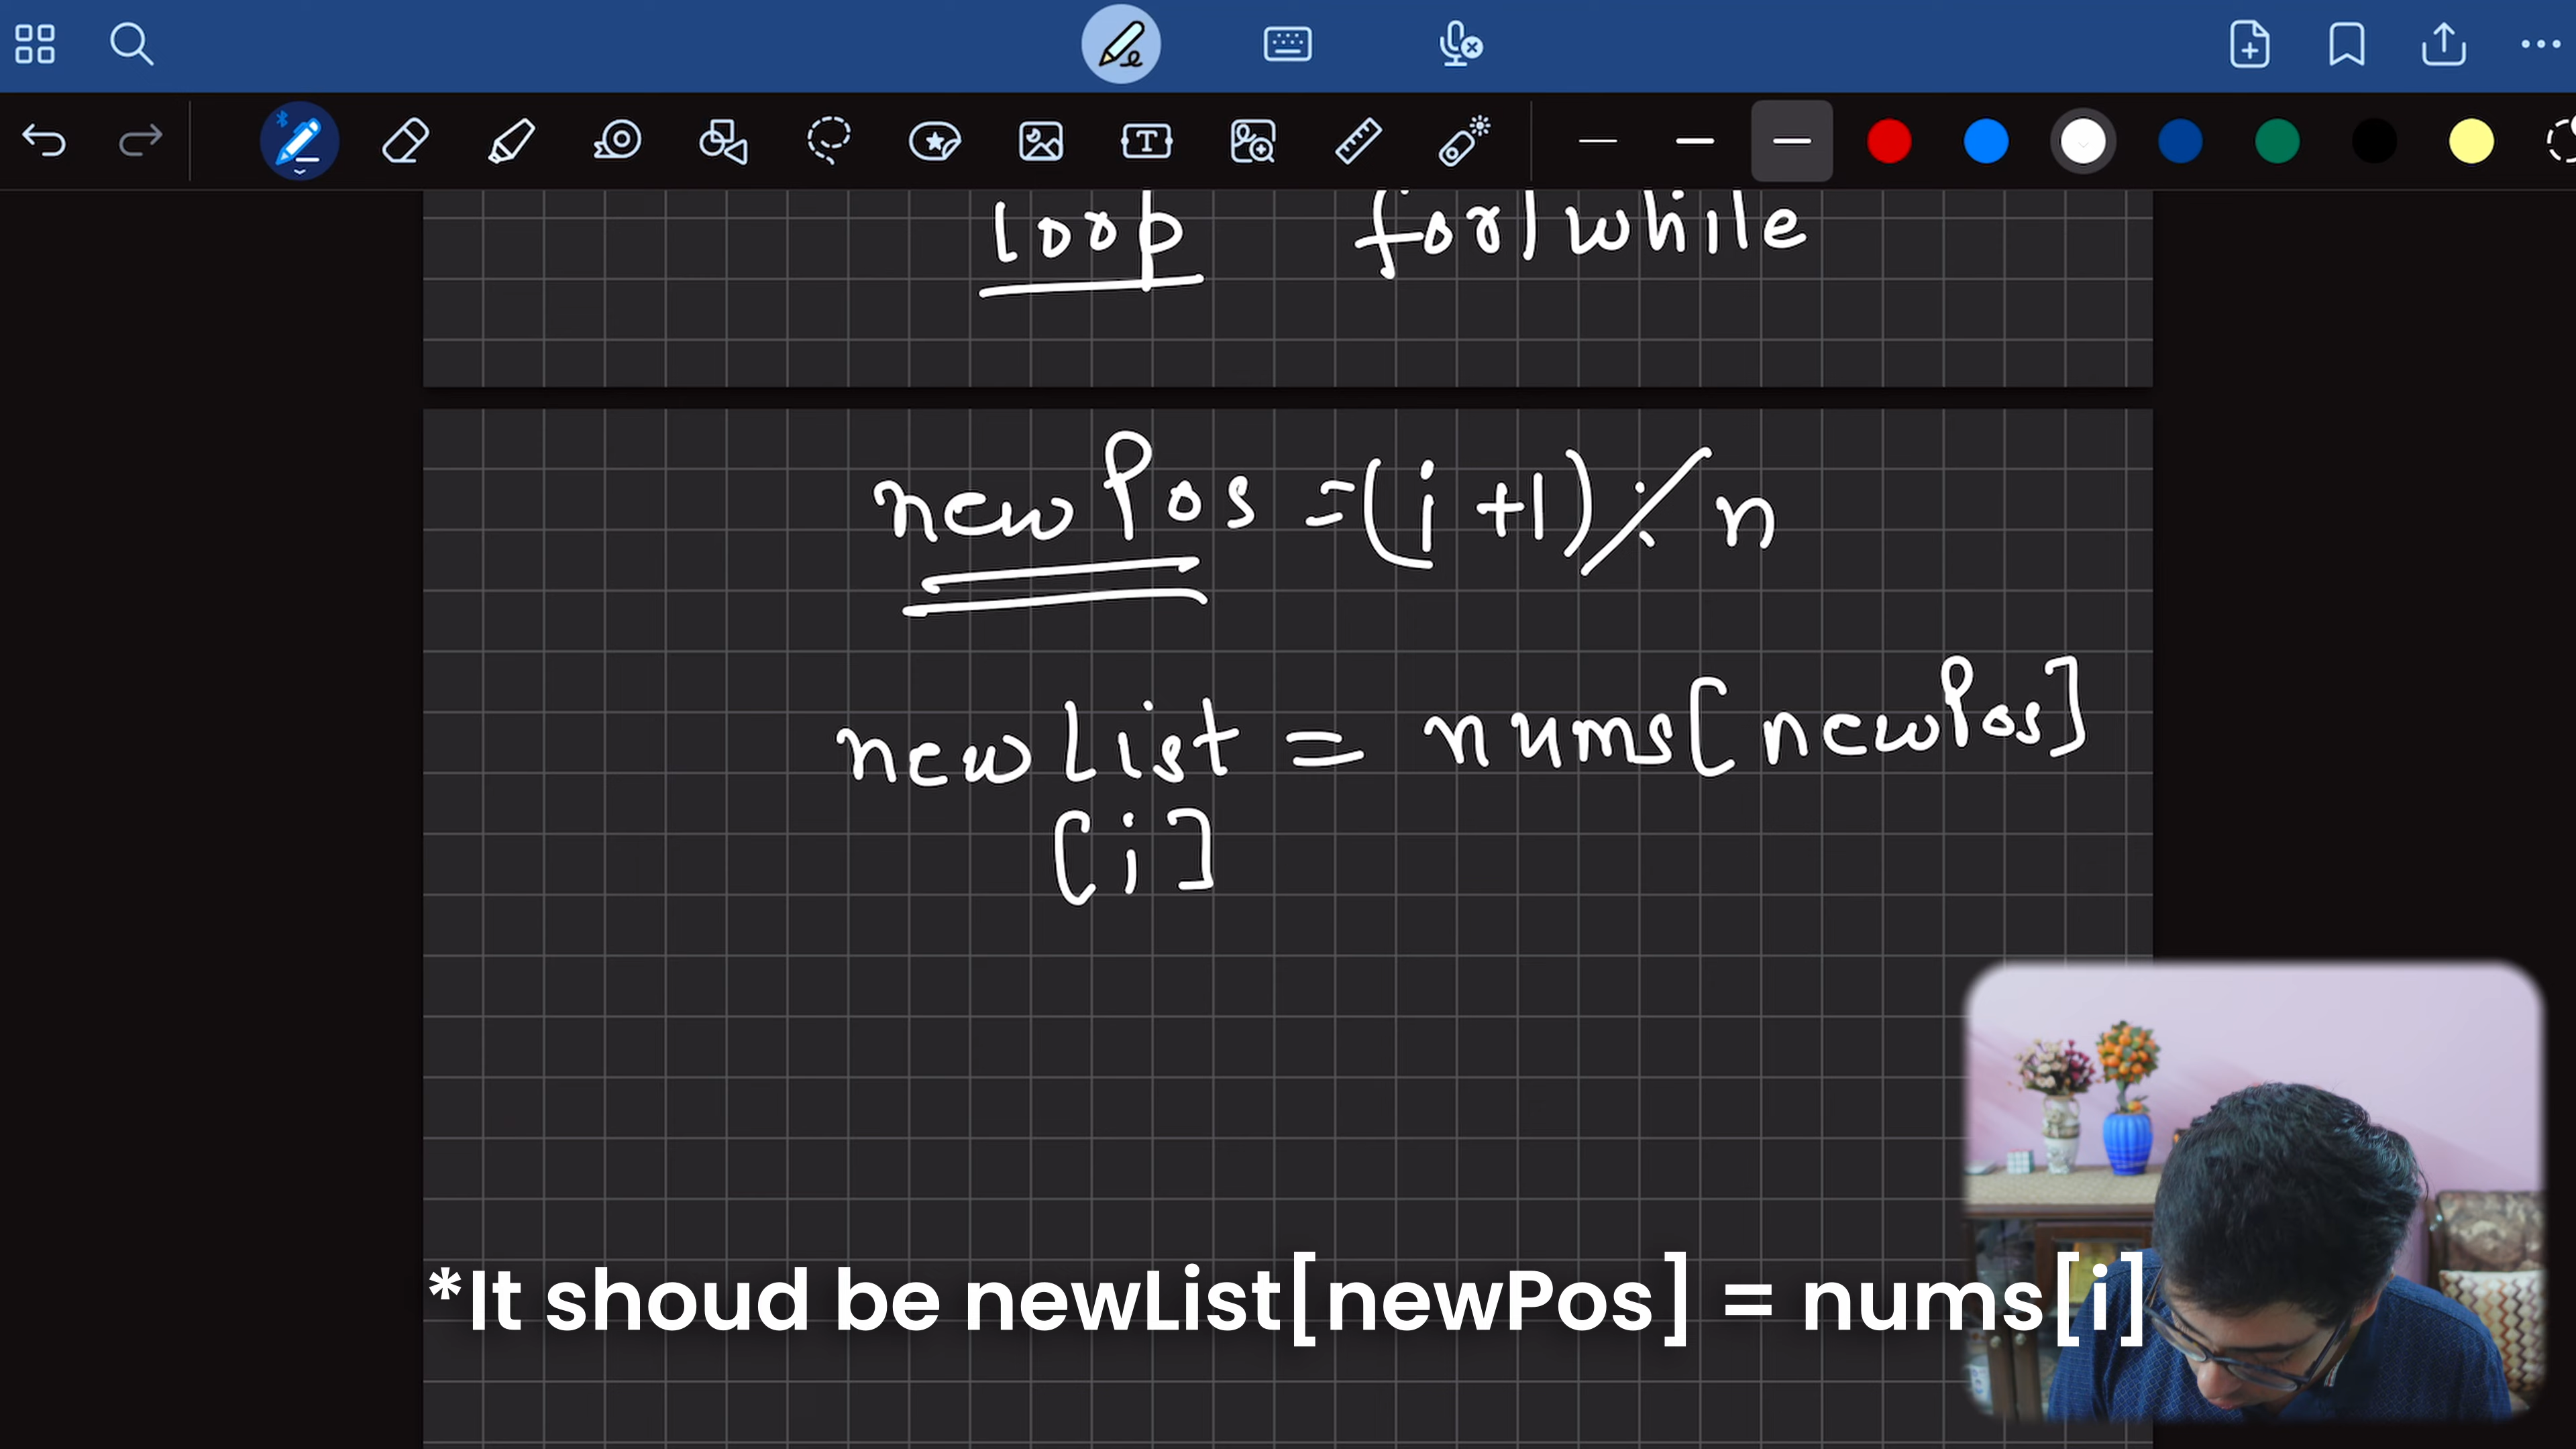 loop for/while
newPos = (i +1) % n
newList = nums[newPos]
[i]
*It shoud be newList[newPos] = nums[i]